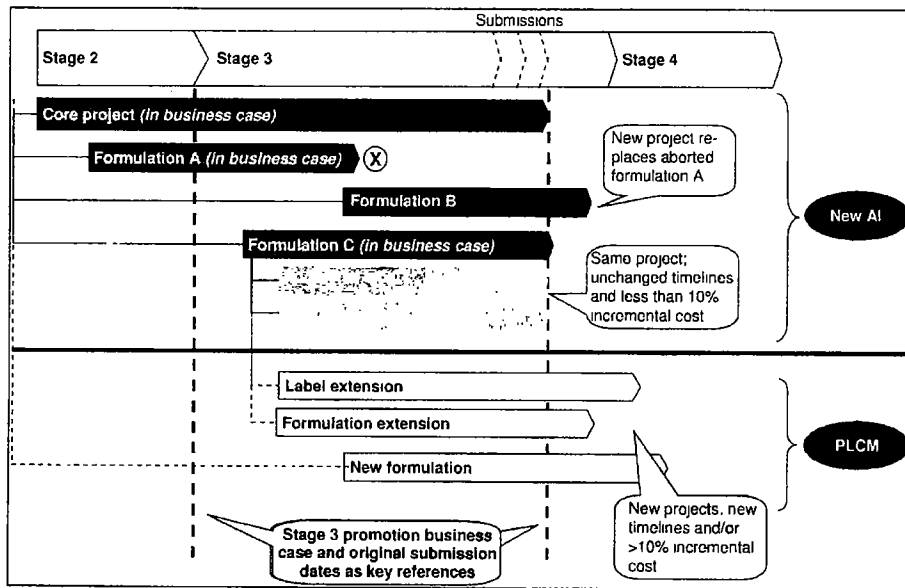 Submissions
Stage 2
Stage 3
Stage 4
Core project (in business case)
Formulation A (in business case)
X
New project re-
places aborted
formulation A
Formulation B
New AI
Formulation C (in business case)
Same project;
unchanged timelines
and less than 10%
incremental cost
Label extension
Formulation extension
PLCM
New formulation
New projects, new
timelines and/or
>10% incremental
cost
Stage 3 promotion business
case and original submission
dates as key references